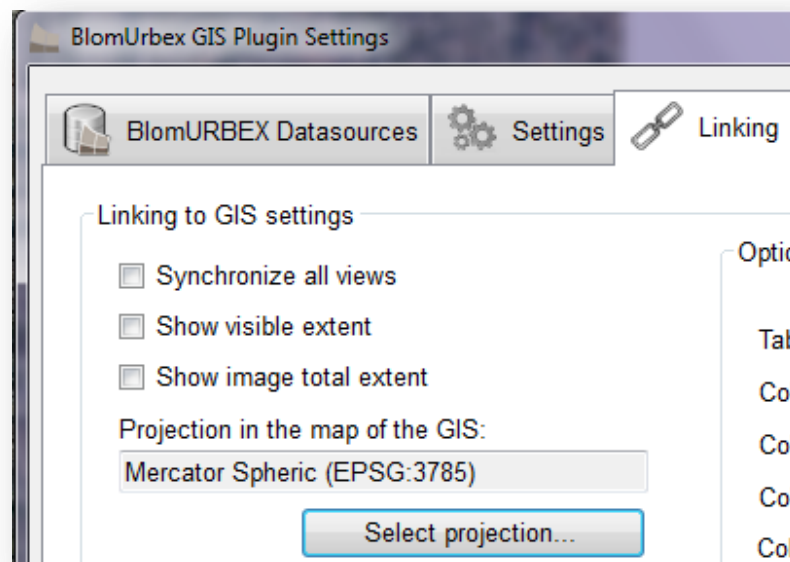 BlomUrbex GIS Plugin Settings
BlomURBEX Datasources Settings Linking
Linking to GIS settings
Synchronize all views
Show visible extent
Show image total extent
Projection in the map of the GIS:
Mercator Spheric (EPSG:3785)
Select projection...